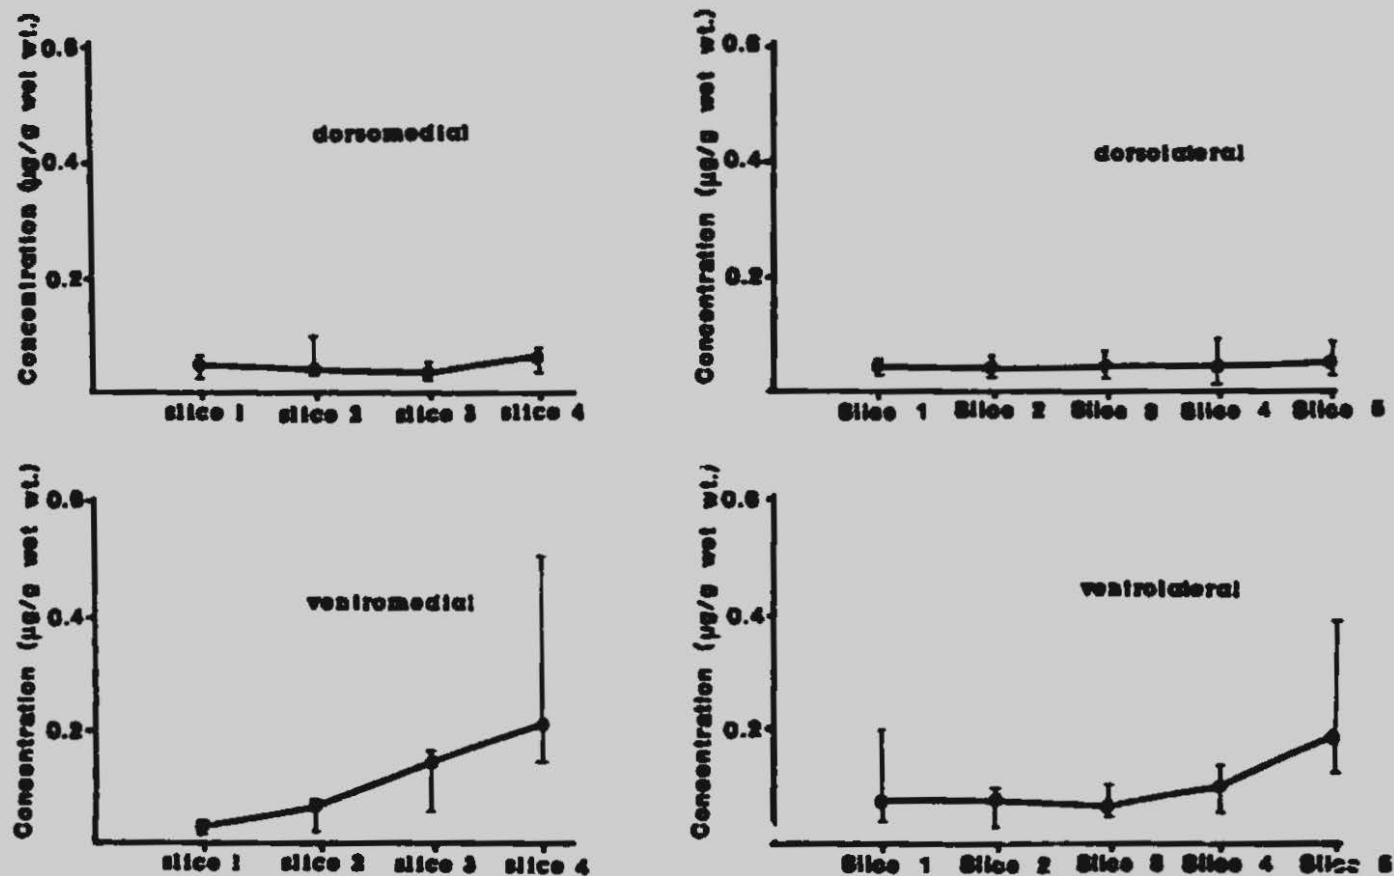 Concentration (µg/g wet wt.)
0.6
0.4
0.2
dorsomedial
slice 1 slice 2 slice 3 slice 4
Concentration (µg/g wet wt.)
0.6
0.4
0.2
dorsolateral
Slice 1 Slice 2 Slice 3 Slice 4 Slice 5
Concentration (µg/g wet wt.)
0.6
0.4
0.2
ventromedial
slice 1 slice 2 slice 3 slice 4
Concentration (µg/g wet wt.)
0.6
0.4
0.2
ventrolateral
Slice 1 Slice 2 Slice 3 Slice 4 Slice 5